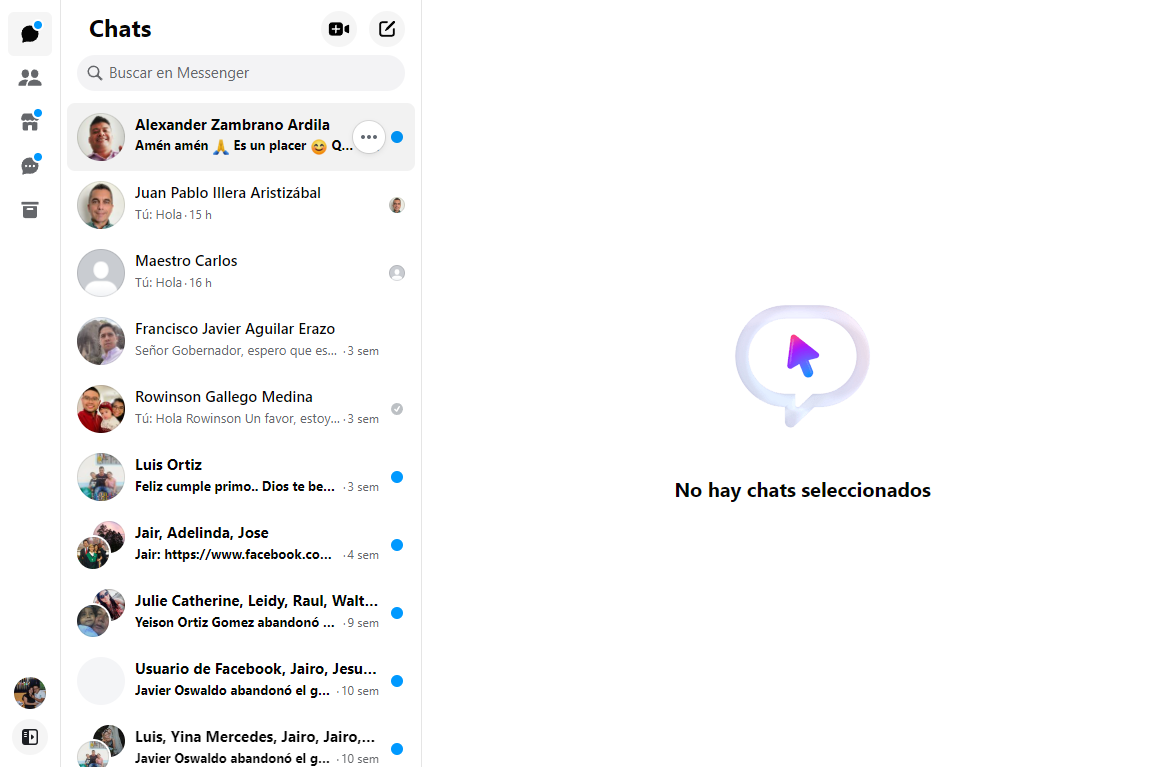 Chats
Buscar en Messenger
Alexander Zambrano Ardila
Amén amén 🙏 Es un placer 😊 Q...
Juan Pablo Illera Aristizábal
Tú: Hola · 15 h
Maestro Carlos
Tú: Hola · 16 h
Francisco Javier Aguilar Erazo
Señor Gobernador, espero que es... · 3 sem
Rowinson Gallego Medina
Tú: Hola Rowinson Un favor, estoy... · 3 sem
Luis Ortiz
Feliz cumple primo.. Dios te be... · 3 sem
Jair, Adelinda, Jose
Jair: https://www.facebook.co... · 4 sem
Julie Catherine, Leidy, Raul, Walt...
Yeison Ortiz Gomez abandonó ... · 9 sem
Usuario de Facebook, Jairo, Jesu...
Javier Oswaldo abandonó el g... · 10 sem
Luis, Yina Mercedes, Jairo, Jairo,...
Javier Oswaldo abandonó el g... · 10 sem
No hay chats seleccionados